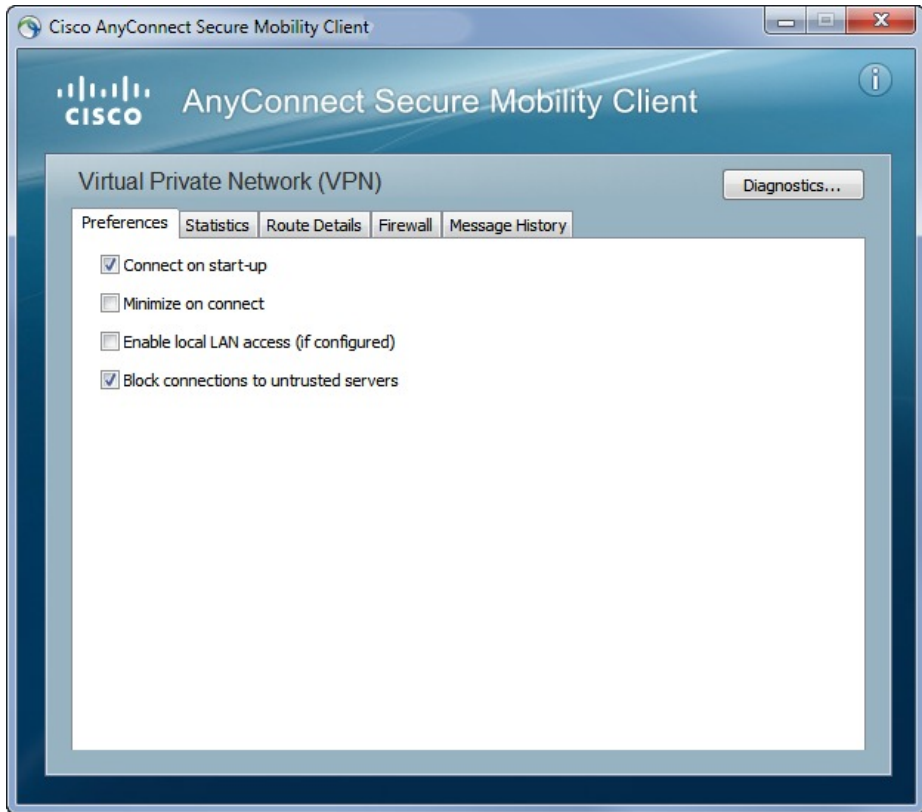 Cisco AnyConnect Secure Mobility Client
CISCO AnyConnect Secure Mobility Client
Virtual Private Network (VPN) Diagnostics...
Preferences Statistics Route Details Firewall Message History
Connect on start-up
Minimize on connect
Enable local LAN access (if configured)
Block connections to untrusted servers